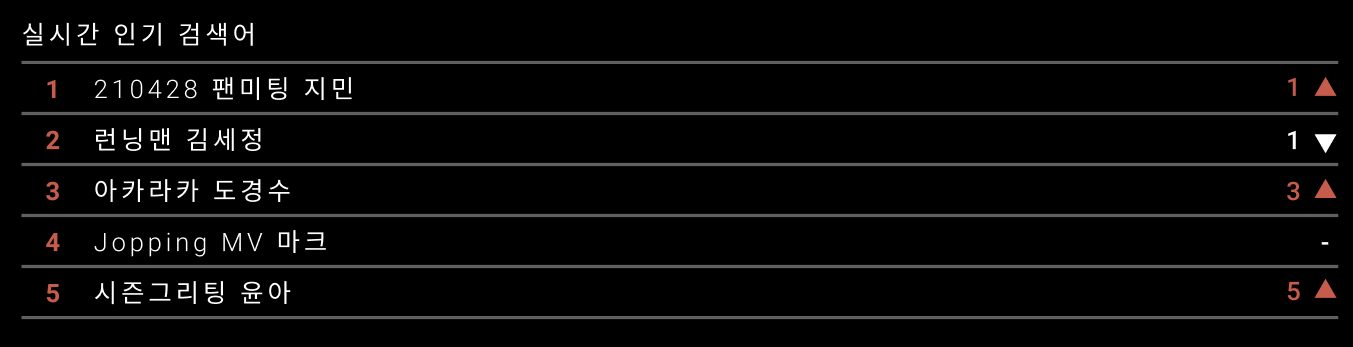 실시간 인기 검색어
1 210428 팬미팅 지민 1 ▲
2 런닝맨 김세정 1 ▼
3 아카라카 도경수 3 ▲
4 Jopping MV 마크 -
5 시즌그리팅 윤아 5 ▲